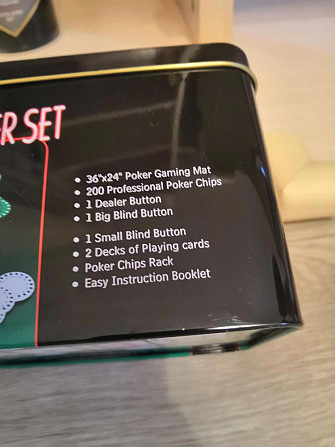 ER SET
• 36"x24" Poker Gaming Mat
• 200 Professional Poker Chips
• 1 Dealer Button
• 1 Big Blind Button
• 1 Small Blind Button
• 2 Decks of Playing cards
• Poker Chips Rack
• Easy Instruction Booklet